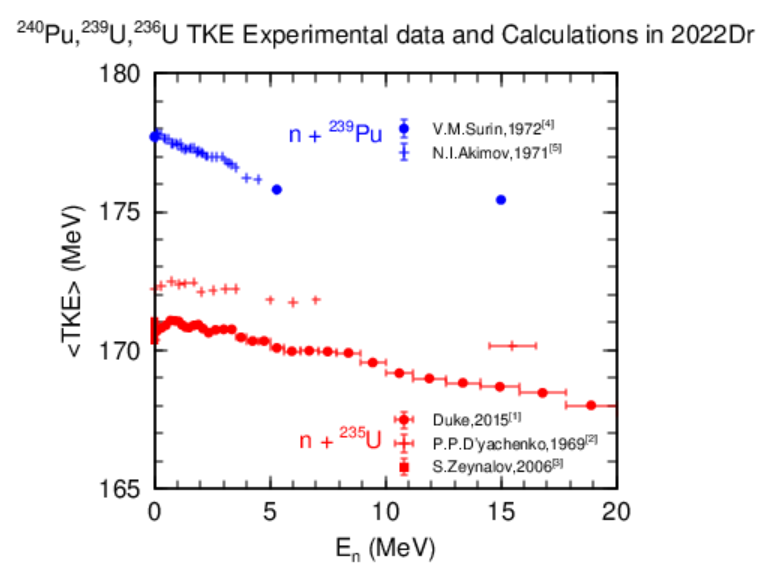 240Pu,239U,236U TKE Experimental data and Calculations in 2022Dr
180
175
170
165
<TKE> (MeV)
n + 239Pu
V.M.Surin,1972[4]
N.I.Akimov,1971[5]
n + 235U
Duke,2015[1]
P.P.D'yachenko,1969[2]
S.Zeynalov,2006[3]
0 5 10 15 20
En (MeV)